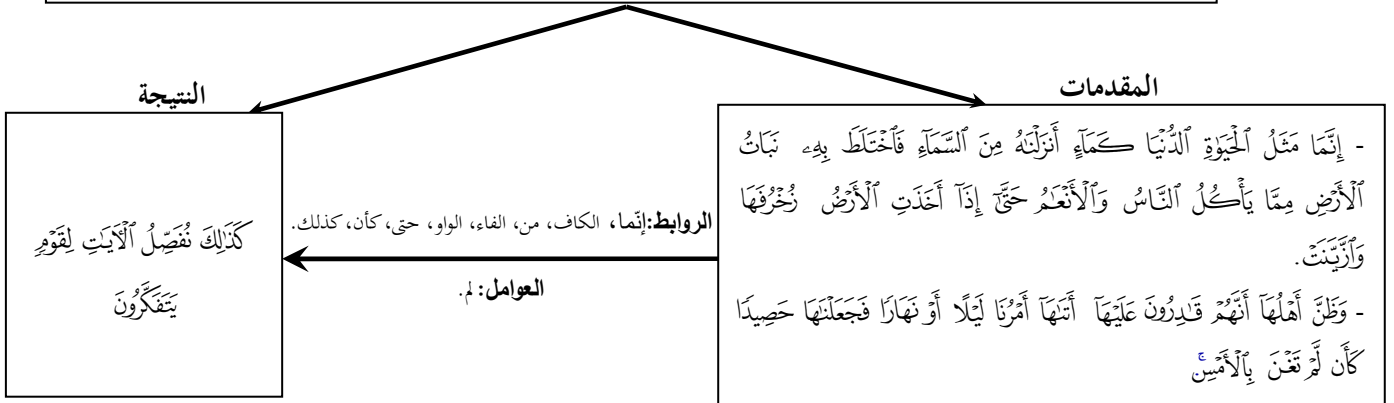 المقدمات
- إِنَّمَا مَثَلُ ٱلْحَيَوٰةِ ٱلدُّنْيَا كَمَآءٍ أَنزَلْنَٰهُ مِنَ ٱلسَّمَآءِ فَٱخْتَلَطَ بِهِۦ نَبَاتُ
ٱلْأَرْضِ مِمَّا يَأْكُلُ ٱلنَّاسُ وَٱلْأَنْعَٰمُ حَتَّىٰٓ إِذَآ أَخَذَتِ ٱلْأَرْضُ زُخْرُفَهَا
وَٱزَّيَّنَتْ.
- وَظَنَّ أَهْلُهَآ أَنَّهُمْ قَٰدِرُونَ عَلَيْهَآ أَتَىٰهَآ أَمْرُنَا لَيْلًا أَوْ نَهَارًا فَجَعَلْنَٰهَا حَصِيدًا
كَأَن لَّمْ تَغْنَ بِٱلْأَمْسِۚ
الروابط:إنّما، الكاف، من، الفاء، الواو، حتى، كأن، كذلك.
العوامل: لم.
النتيجة
كَذَٰلِكَ نُفَصِّلُ ٱلْأٓيَٰتِ لِقَوْمٍ
يَتَفَكَّرُونَ